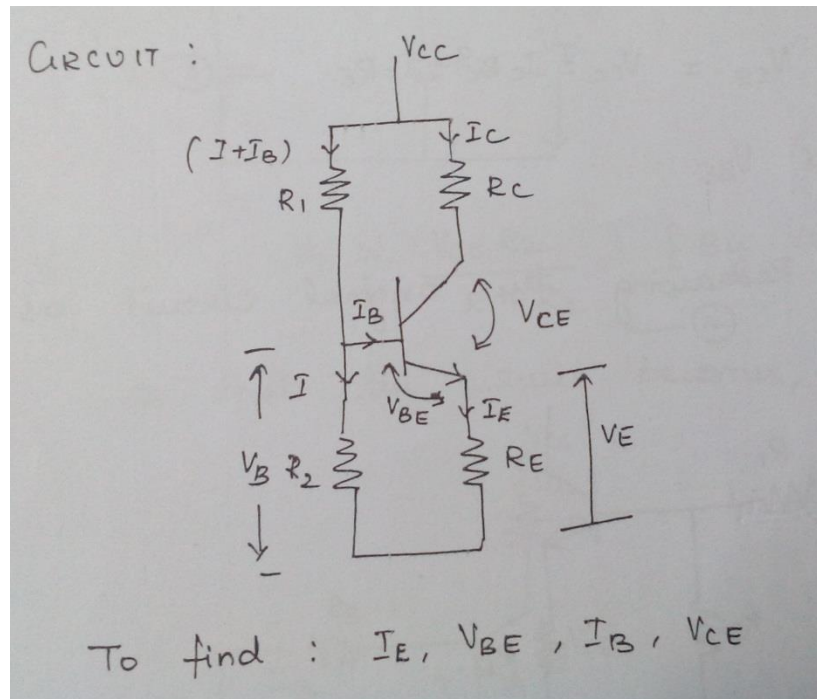 CIRCUIT :
VCC
(I+IB)
IC
R1
RC
IB
VCE
I
VBE
IE
VB
R2
RE
VE
To find : IE, VBE , IB , VCE